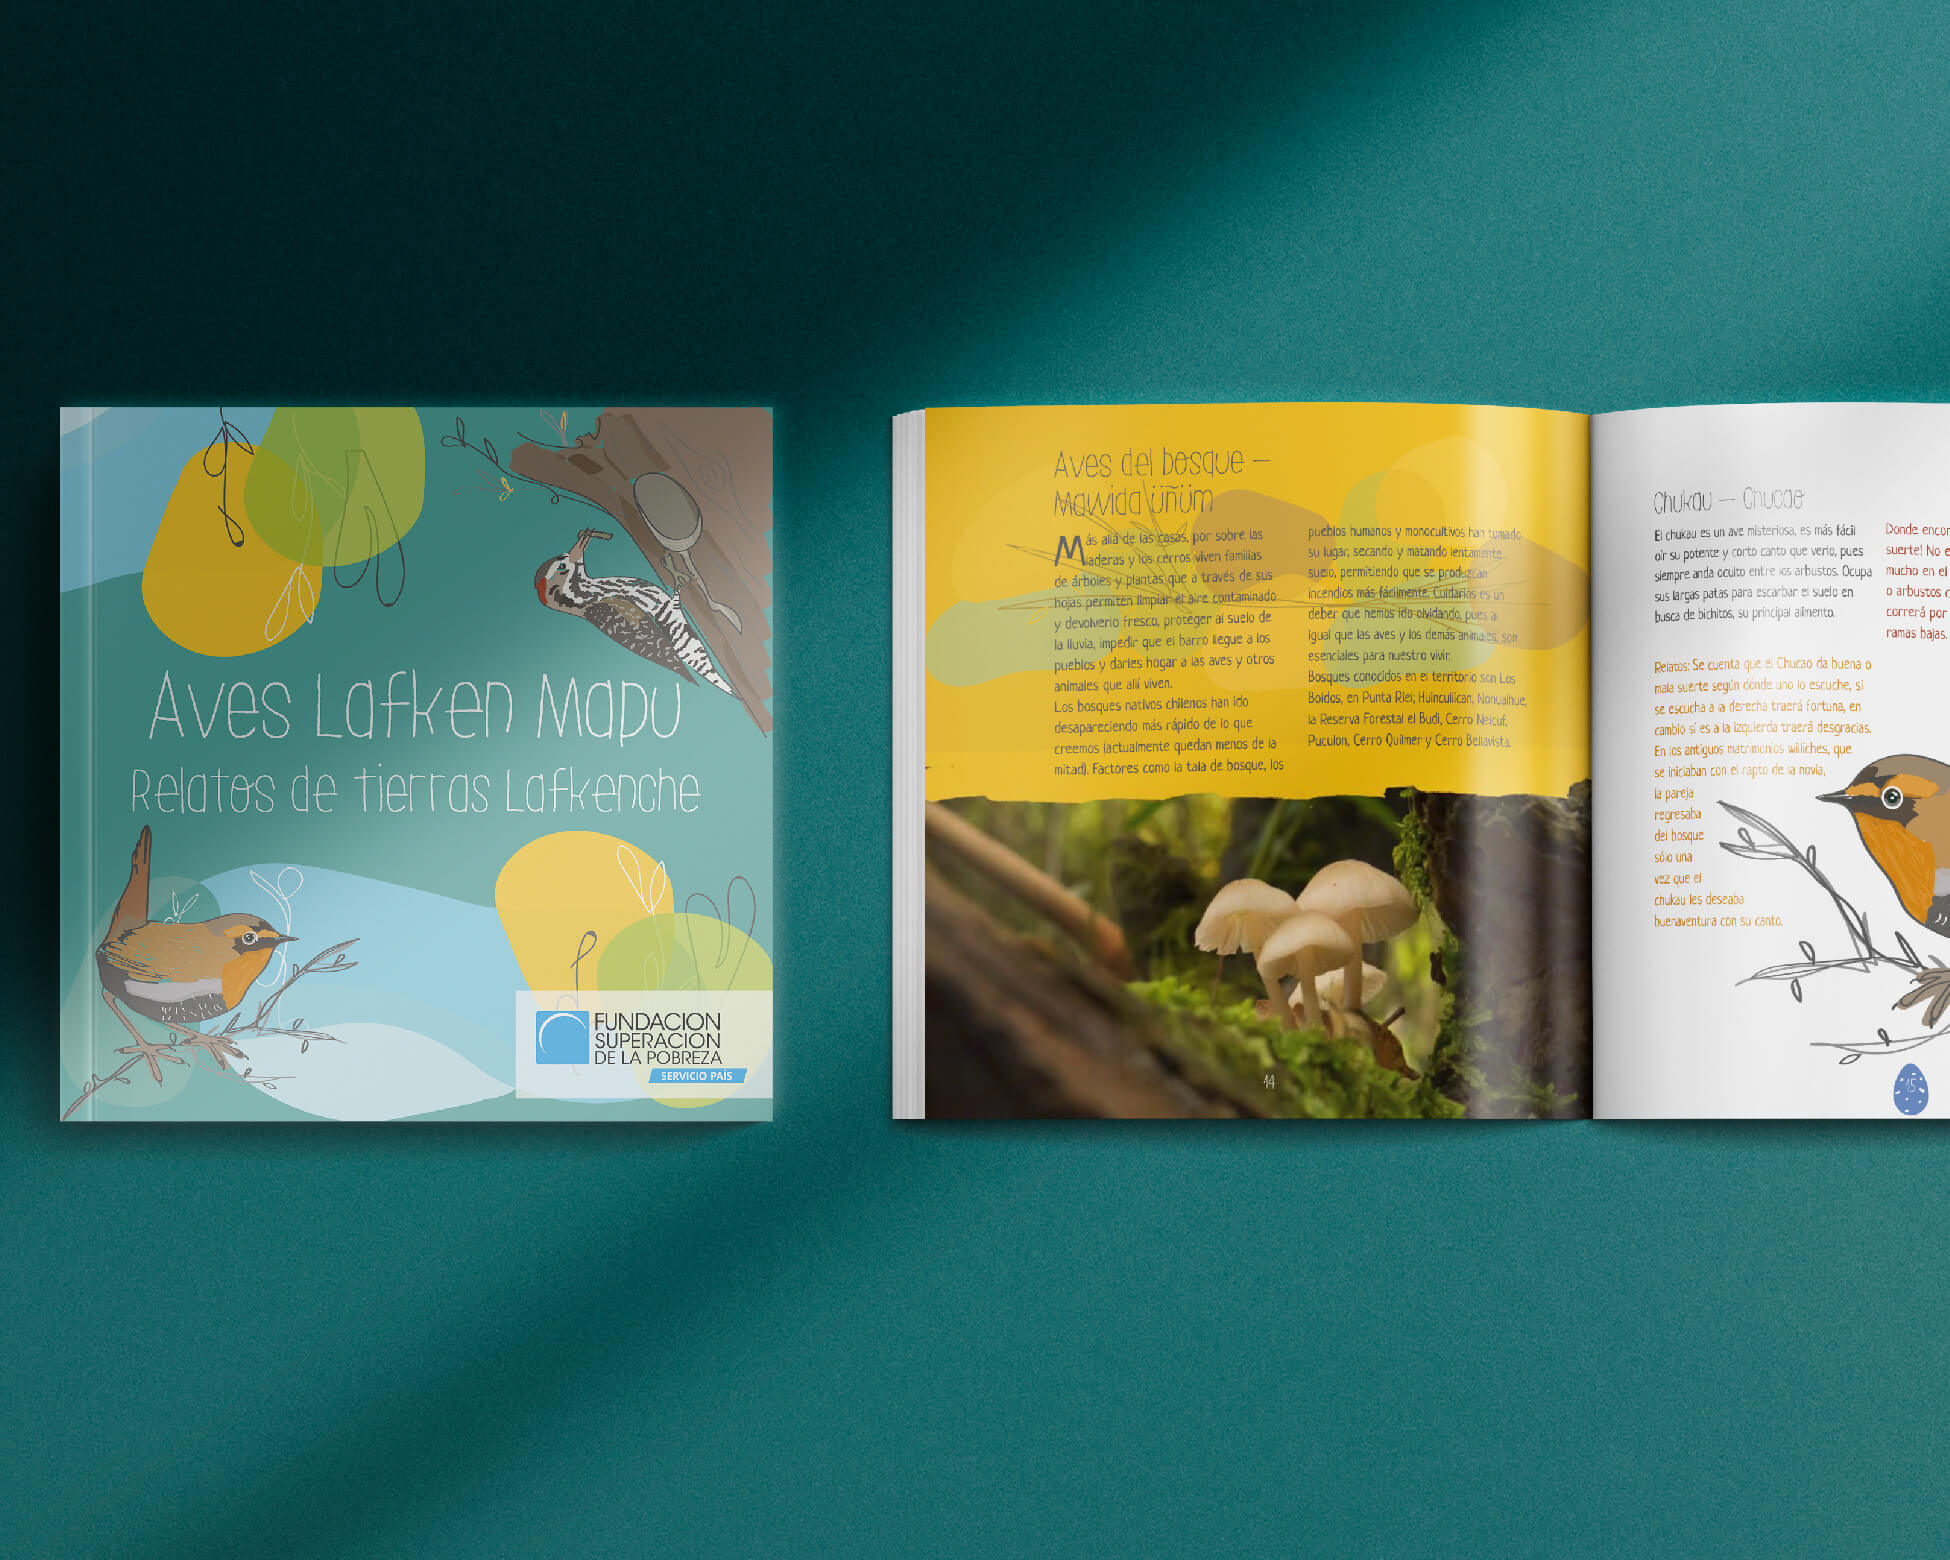 Aves Lafken Mapu
Relatos de tierras Lafkenche
FUNDACION
SUPERACION
DE LA POBREZA
SERVICIO PAÍS
Aves del bosque –
Mawida üñüm
Más allá de las casas, por sobre las
maderas y los cerros viven familias
de árboles y plantas que a través de sus
hojas permiten limpiar el aire contaminado
y devolverlo fresco, proteger al suelo de
la lluvia, impedir que el barro llegue a los
pueblos y darles hogar a las aves y otros
animales que allí viven.
Los bosques nativos chilenos han ido
desapareciendo más rápido de lo que
creemos (actualmente quedan menos de la
mitad). Factores como la tala de bosque, los
pueblos humanos y monocultivos han tomado
su lugar, secando y matando lentamente
suelo, permitiendo que se produzcan
incendios más fácilmente. Cuidarlos es un
deber que hemos ido olvidando, pues al
igual que las aves y los demás animales, son
esenciales para nuestro vivir.
Bosques conocidos en el territorio son Los
Boldos, en Punta Riel; Huincullican, Nohualhue,
la Reserva Forestal el Budi, Cerro Neicuf,
Puculon, Cerro Quilmer y Cerro Bellavista.
14
Chukau – Chucao
El chukau es un ave misteriosa, es más fácil
oír su potente y corto canto que verlo, pues
siempre anda oculto entre los arbustos. Ocupa
sus largas patas para escarbar el suelo en
busca de bichitos, su principal alimento.
Relatos: Se cuenta que el Chucao da buena o
mala suerte según dónde uno lo escuche, si
se escucha a la derecha traerá fortuna, en
cambio si es a la izquierda traerá desgracias.
En los antiguos matrimonios williches, que
se iniciaban con el rapto de la novia,
la pareja
regresaba
del bosque
sólo una
vez que el
chukau les deseaba
buenaventura con su canto.
Donde encon
suerte! No e
mucho en el
o arbustos
correrá por
ramas bajas.
15